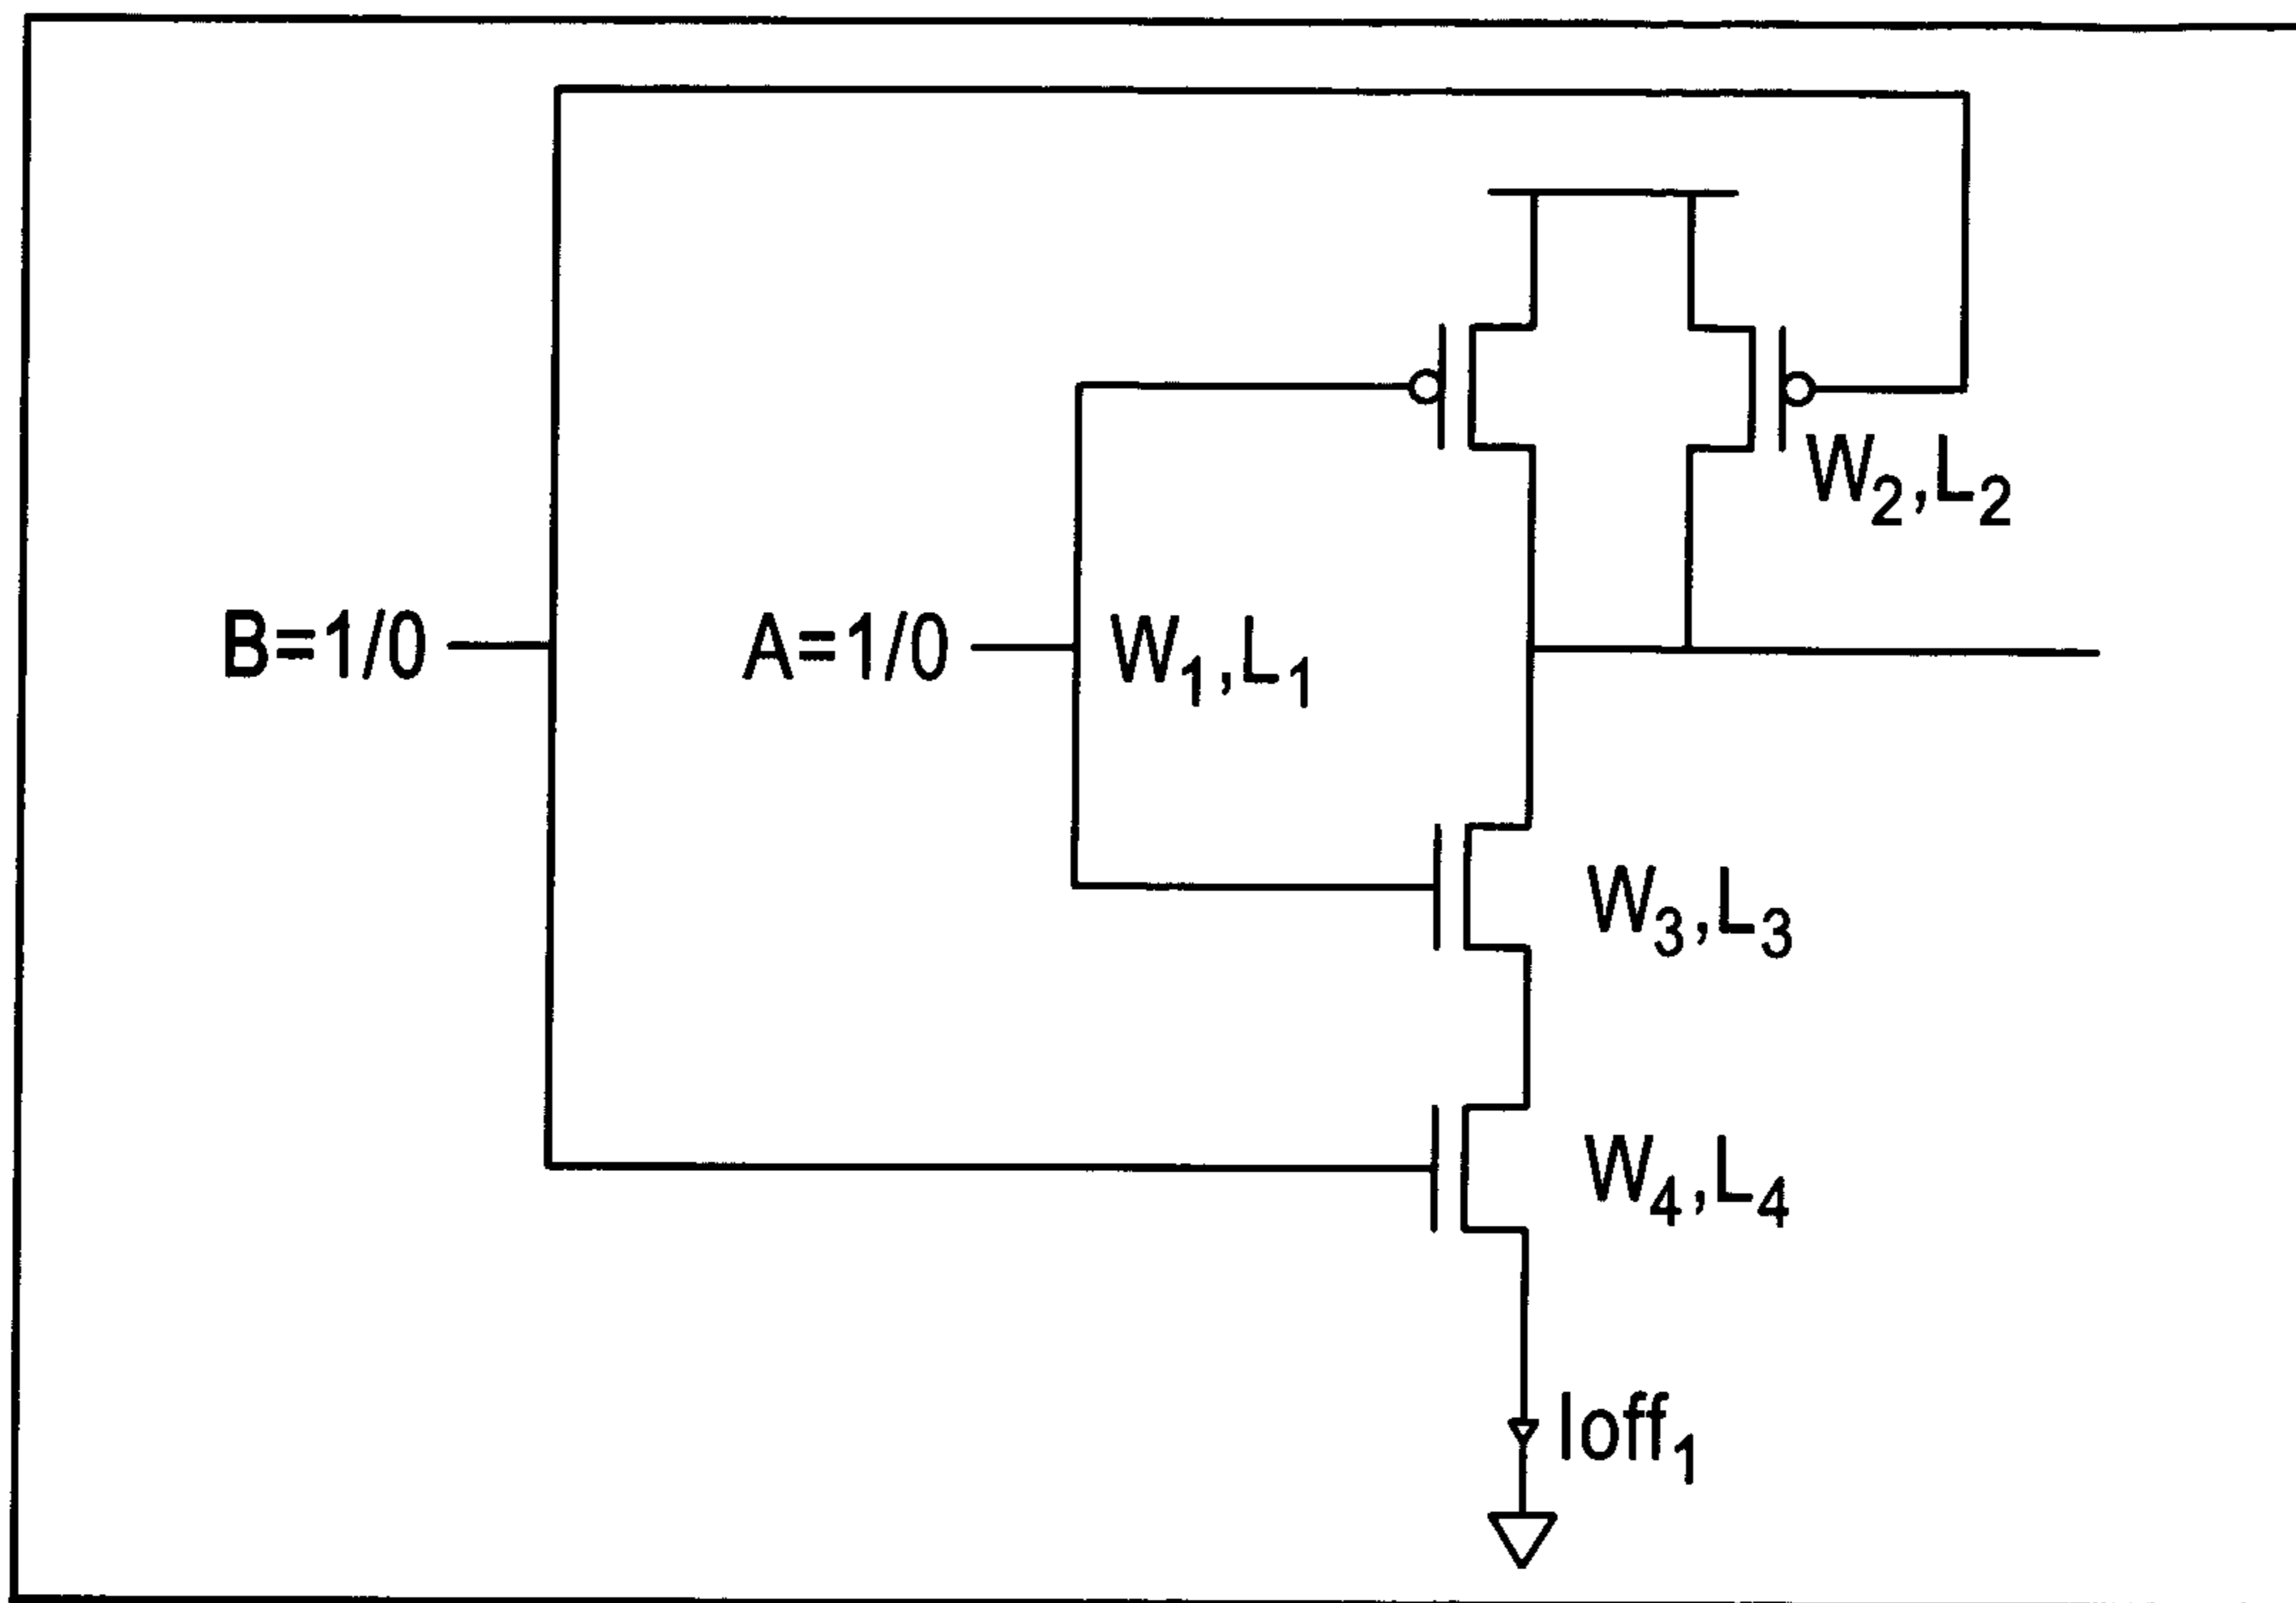 W₂,L₂
B=1/0
A=1/0
W₁,L₁
W₃,L₃
W₄,L₄
Ioff₁